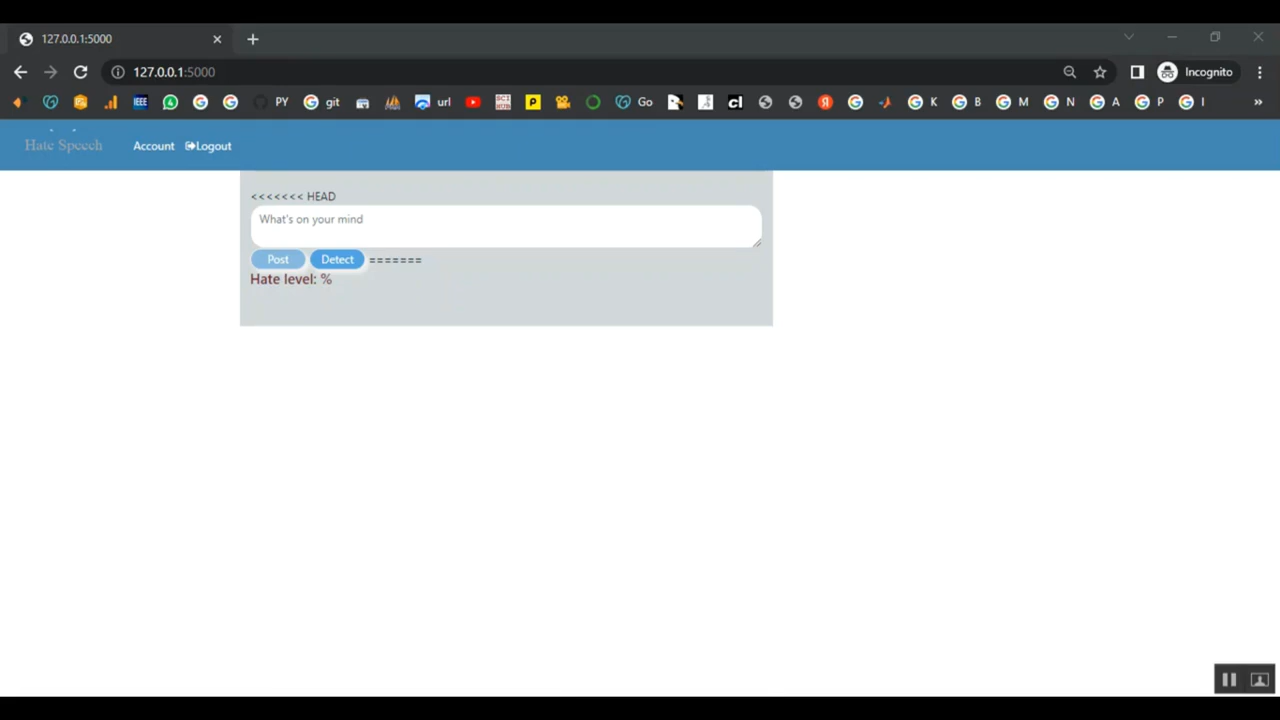 127.0.0.1:5000
127.0.0.1:5000 Incognito
IEEE PY git url Go cl K B M N A P I »
Hate Speech Account Logout
<<<<<<< HEAD
What's on your mind
Post Detect =======
Hate level: %